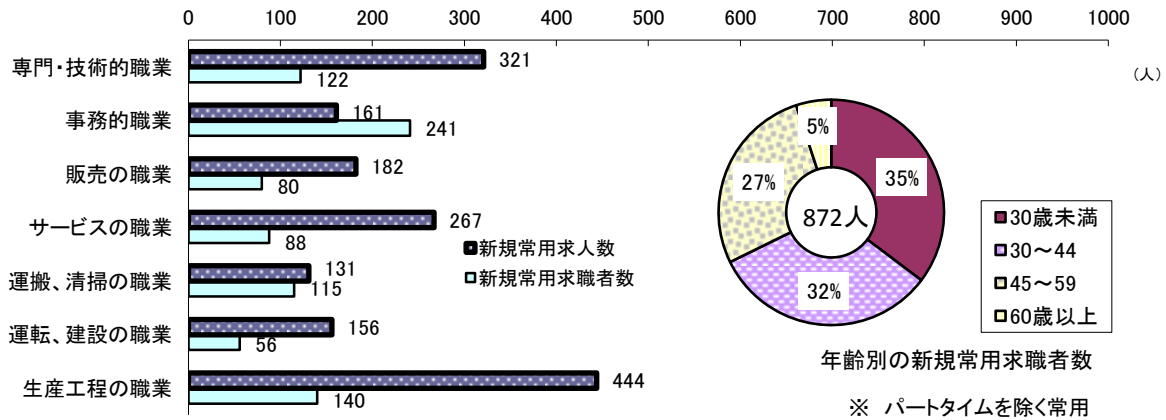 0 100 200 300 400 500 600 700 800 900 1000
(人)
専門・技術的職業 321
122
事務的職業 161
241
販売の職業 182
80
サービスの職業 267
88
運搬、清掃の職業 131
115
運転、建設の職業 156
56
生産工程の職業 444
140
新規常用求人数
新規常用求職者数
5%
35%
27%
32%
872人
30歳未満
30～44
45～59
60歳以上
年齢別の新規常用求職者数
※ パートタイムを除く常用